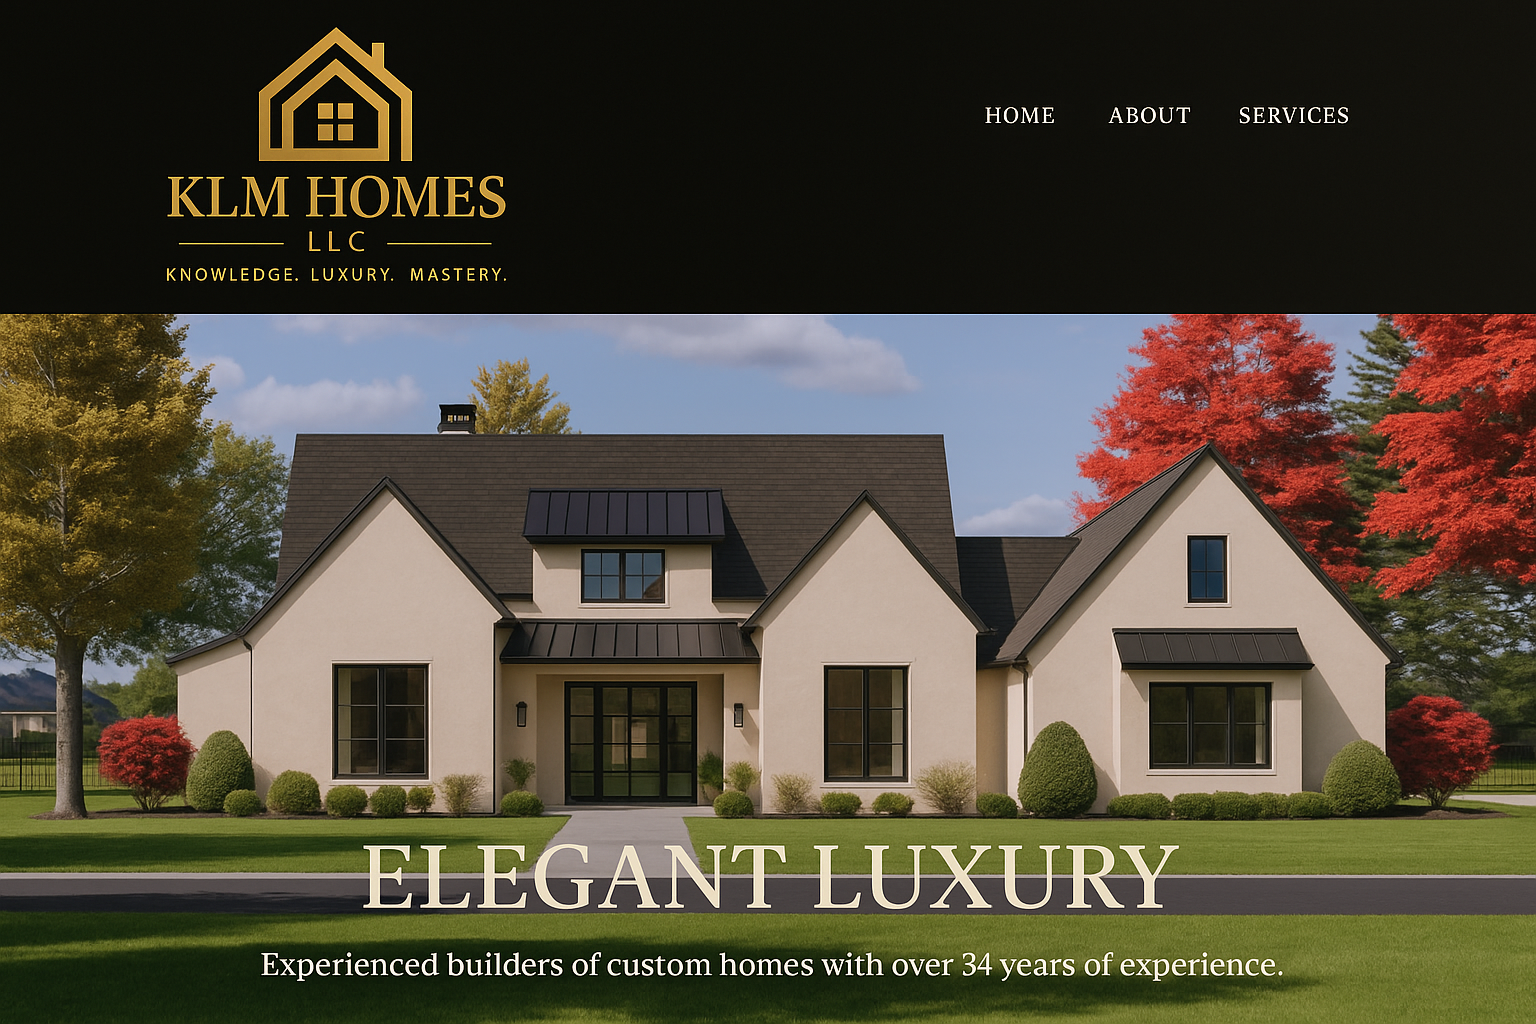 KLM HOMES
LLC
KNOWLEDGE. LUXURY. MASTERY.
HOME ABOUT SERVICES
ELEGANT LUXURY
Experienced builders of custom homes with over 34 years of experience.